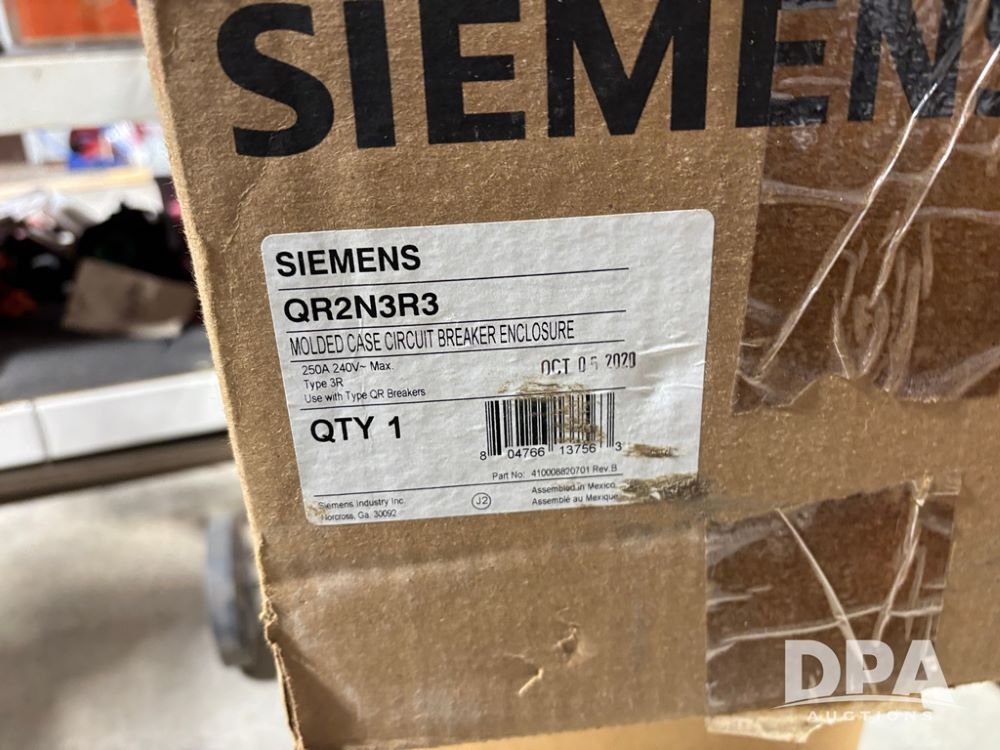 SIEMENS
SIEMENS
QR2N3R3
MOLDED CASE CIRCUIT BREAKER ENCLOSURE
250A 240V~ Max.
OCT 05 2020
Type 3R
Use with Type QR Breakers
QTY 1
8 04766 13756 3
Part No: 410008820701 Rev.B
Siemens Industry Inc.
Norcross, Ga. 30092
J2
Assembled in Mexico
Assemblé au Mexique
DPA
AUCTIONS